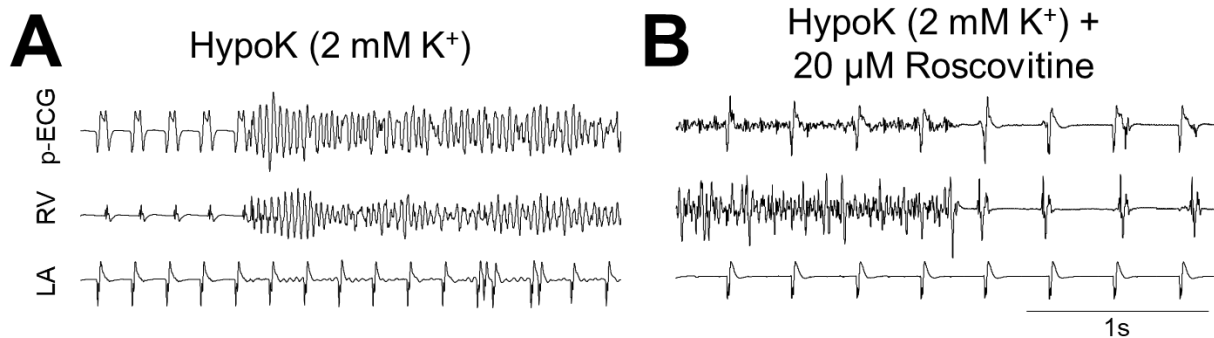 A
HypoK (2 mM K⁺)
p-ECG
RV
LA
B
HypoK (2 mM K⁺) +
20 µM Roscovitine
1s